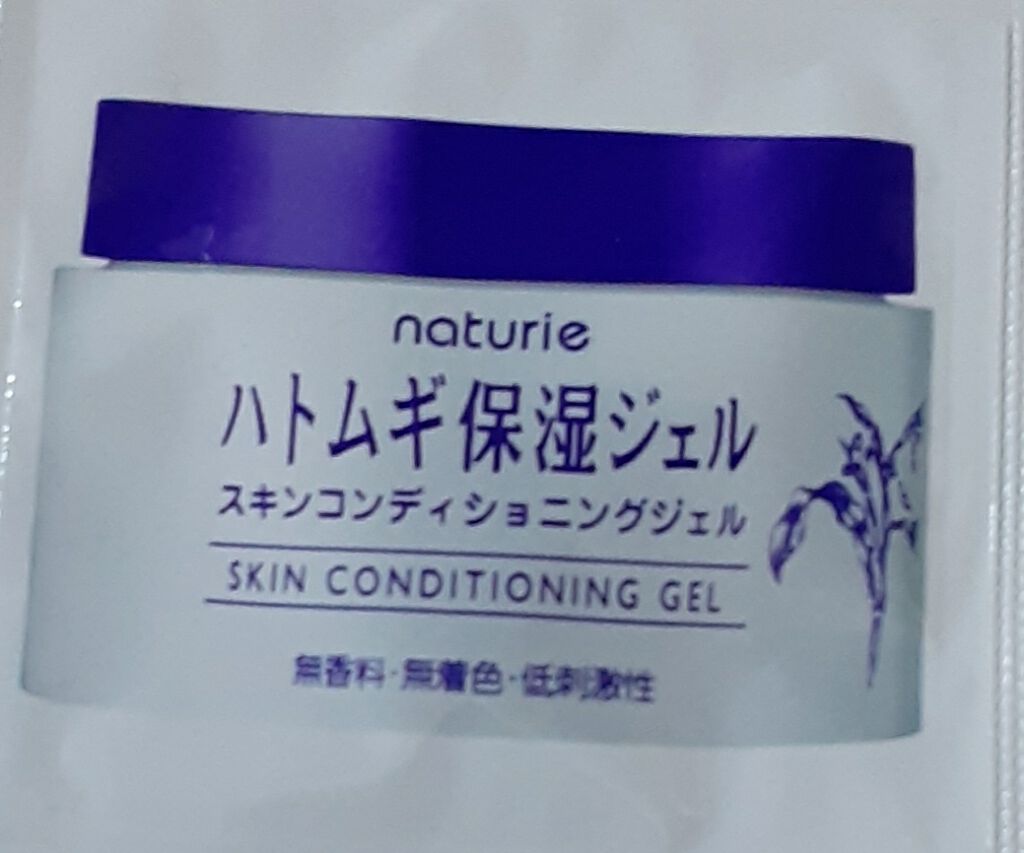 naturie
ハトムギ保湿ジェル
スキンコンディショニングジェル
SKIN CONDITIONING GEL
無香料・無着色・低刺激性